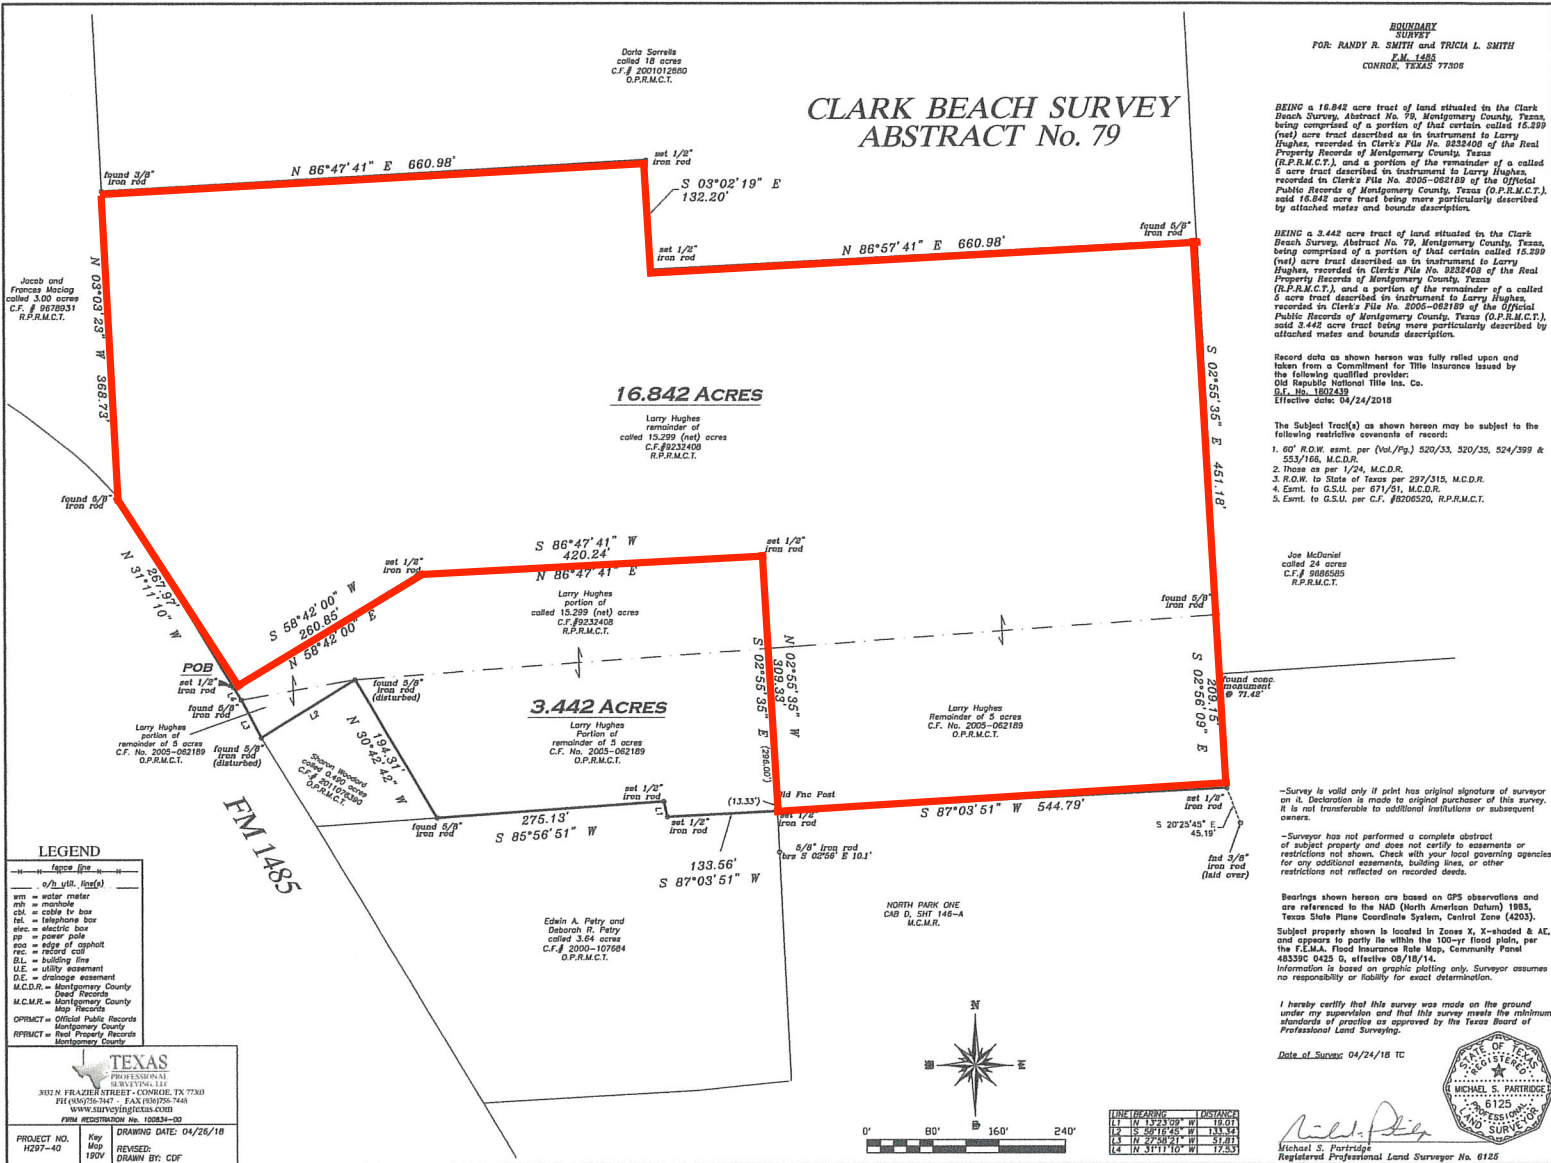 BOUNDARY
SURVEY
FOR: RANDY R. SMITH and TRICIA L. SMITH
F.M. 1485
CONROE, TEXAS 77306
Darla Sorrells
called 18 acres
C.F.# 2001012680
O.P.R.M.C.T.
CLARK BEACH SURVEY
ABSTRACT No. 79
BEING a 16.842 acre tract of land situated in the Clark
Beach Survey, Abstract No. 79, Montgomery County, Texas,
being comprised of a portion of that certain called 15.299
(net) acre tract described as in instrument to Larry
Hughes, recorded in Clerk's File No. 9232408 of the Real
Property Records of Montgomery County, Texas
(R.P.R.M.C.T.), and a portion of the remainder of a called
5 acre tract described in instrument to Larry Hughes,
recorded in Clerk's File No. 2005-062189 of the Official
Public Records of Montgomery County, Texas (O.P.R.M.C.T.),
said 16.842 acre tract being more particularly described
by attached metes and bounds description.
BEING a 3.442 acre tract of land situated in the Clark
Beach Survey, Abstract No. 79, Montgomery County, Texas,
being comprised of a portion of that certain called 15.299
(net) acre tract described as in instrument to Larry
Hughes, recorded in Clerk's File No. 9232408 of the Real
Property Records of Montgomery County, Texas
(R.P.R.M.C.T.), and a portion of the remainder of a called
5 acre tract described in instrument to Larry Hughes,
recorded in Clerk's File No. 2005-062189 of the Official
Public Records of Montgomery County, Texas (O.P.R.M.C.T.),
said 3.442 acre tract being more particularly described by
attached metes and bounds description.
Record data as shown hereon was fully relied upon and
taken from a Commitment for Title Insurance issued by
the following qualified provider:
Old Republic National Title Ins. Co.
G.F. No. 1802439
Effective date: 04/24/2018
The Subject Tract(s) as shown hereon may be subject to the
following restrictive covenants of record:
1. 60' R.O.W. esmt. per (Vol./Pg.) 520/33, 520/35, 524/399 &
553/166, M.C.D.R.
2. Those as per 1/24, M.C.D.R.
3. R.O.W. to State of Texas per 297/315, M.C.D.R.
4. Esmt. to G.S.U. per 671/51, M.C.D.R.
5. Esmt. to G.S.U. per C.F. #8206520, R.P.R.M.C.T.
found 3/8"
iron rod
N 86°47'41" E 660.98'
set 1/2"
iron rod
S 03°02'19" E
132.20'
set 1/2"
iron rod
N 86°57'41" E 660.98'
found 5/8"
iron rod
Jacob and
Frances Maciag
called 3.00 acres
C.F. # 9678931
R.P.R.M.C.T.
N 03°03'23" W 368.73'
S 02°55'35" E 451.18'
16.842 ACRES
Larry Hughes
remainder of
called 15.299 (net) acres
C.F.#9232408
R.P.R.M.C.T.
found 5/8"
iron rod
N 31°11'10" W
267.97'
set 1/2"
iron rod
S 86°47'41" W
420.24'
N 86°47'41" E
set 1/2"
iron rod
S 58°42'00" W
260.85'
N 58°42'00" E
Larry Hughes
portion of
called 15.299 (net) acres
C.F.#9232408
R.P.R.M.C.T.
Joe McDaniel
called 24 acres
C.F.# 9886585
R.P.R.M.C.T.
found 5/8"
iron rod
N 02°55'35" W
309.33'
S 02°55'35" E
(296.00')
S 02°56'09" E
209.15'
found conc.
monument
@ 71.42'
POB
set 1/2"
iron rod
L4
found 5/8"
iron rod
L3
L2
found 5/8"
iron rod
(disturbed)
Larry Hughes
Portion of
remainder of 5 acres
C.F. No. 2005-062189
O.P.R.M.C.T.
found 5/8"
iron rod
(disturbed)
Sharon Woodard
called 0.490 acres
C.F.# 2011076390
O.P.R.M.C.T.
194.31'
N 30°42'42" W
3.442 ACRES
Larry Hughes
Portion of
remainder of 5 acres
C.F. No. 2005-062189
O.P.R.M.C.T.
Larry Hughes
Remainder of 5 acres
C.F. No. 2005-062189
O.P.R.M.C.T.
FM 1485
found 5/8"
iron rod
275.13'
S 85°56'51" W
set 1/2"
iron rod
L1
set 1/2"
iron rod
(13.33')
Old Fnc Post
set 1/2"
iron rod
133.56'
S 87°03'51" W
5/8" iron rod
brs S 02°56' E 10.1'
S 87°03'51" W 544.79'
set 1/2"
iron rod
S 20°25'45" E
45.19'
fnd 3/8"
iron rod
(laid over)
Edwin A. Petry and
Deborah R. Petry
called 3.64 acres
C.F.# 2000-107684
O.P.R.M.C.T.
NORTH PARK ONE
CAB D, SHT 146-A
M.C.M.R.
-Survey is valid only if print has original signature of surveyor
on it. Declaration is made to original purchaser of this survey.
It is not transferable to additional institutions or subsequent
owners.
-Surveyor has not performed a complete abstract
of subject property and does not certify to easements or
restrictions not shown. Check with your local governing agencies
for any additional easements, building lines, or other
restrictions not reflected on recorded deeds.
Bearings shown hereon are based on GPS observations and
are referenced to the NAD (North American Datum) 1983,
Texas State Plane Coordinate System, Central Zone (4203).
Subject property shown is located in Zones X, X-shaded & AE,
and appears to partly lie within the 100-yr flood plain, per
the F.E.M.A. Flood Insurance Rate Map, Community Panel
48339C 0425 G, effective 08/18/14.
Information is based on graphic plotting only. Surveyor assumes
no responsibility or liability for exact determination.
I hereby certify that this survey was made on the ground
under my supervision and that this survey meets the minimum
standards of practice as approved by the Texas Board of
Professional Land Surveying.
Date of Survey: 04/24/18 TC
STATE OF TEXAS
REGISTERED
MICHAEL S. PARTRIDGE
6125
PROFESSIONAL
LAND SURVEYOR
Michael S. Partridge
Registered Professional Land Surveyor No. 6125
LEGEND
fence line
o/h util. line(s)
wm = water meter
mh = manhole
cbl. = cable tv box
tel. = telephone box
elec. = electric box
pp = power pole
eoa = edge of asphalt
rec. = record call
B.L. = building line
U.E. = utility easement
D.E. = drainage easement
M.C.D.R. = Montgomery County
Deed Records
M.C.M.R. = Montgomery County
Map Records
OPRMCT = Official Public Records
Montgomery County
RPRMCT = Real Property Records
Montgomery County
TEXAS
PROFESSIONAL
SURVEYING, LLC
3032 N. FRAZIER STREET - CONROE, TX 77303
PH (936)756-7447 - FAX (936)756-7448
www.surveyingtexas.com
FIRM REGISTRATION No. 100834-00
PROJECT NO.
H297-40
Key
Map
190V
DRAWING DATE: 04/26/18
REVISED:
DRAWN BY: CDF
N
E
0' 80' 160' 240'
LINE BEARING DISTANCE
L1 N 13°23'09" W 19.01'
L2 S 58°16'45" W 133.34'
L3 N 27°58'21" W 51.81'
L4 N 31°11'10" W 17.53'